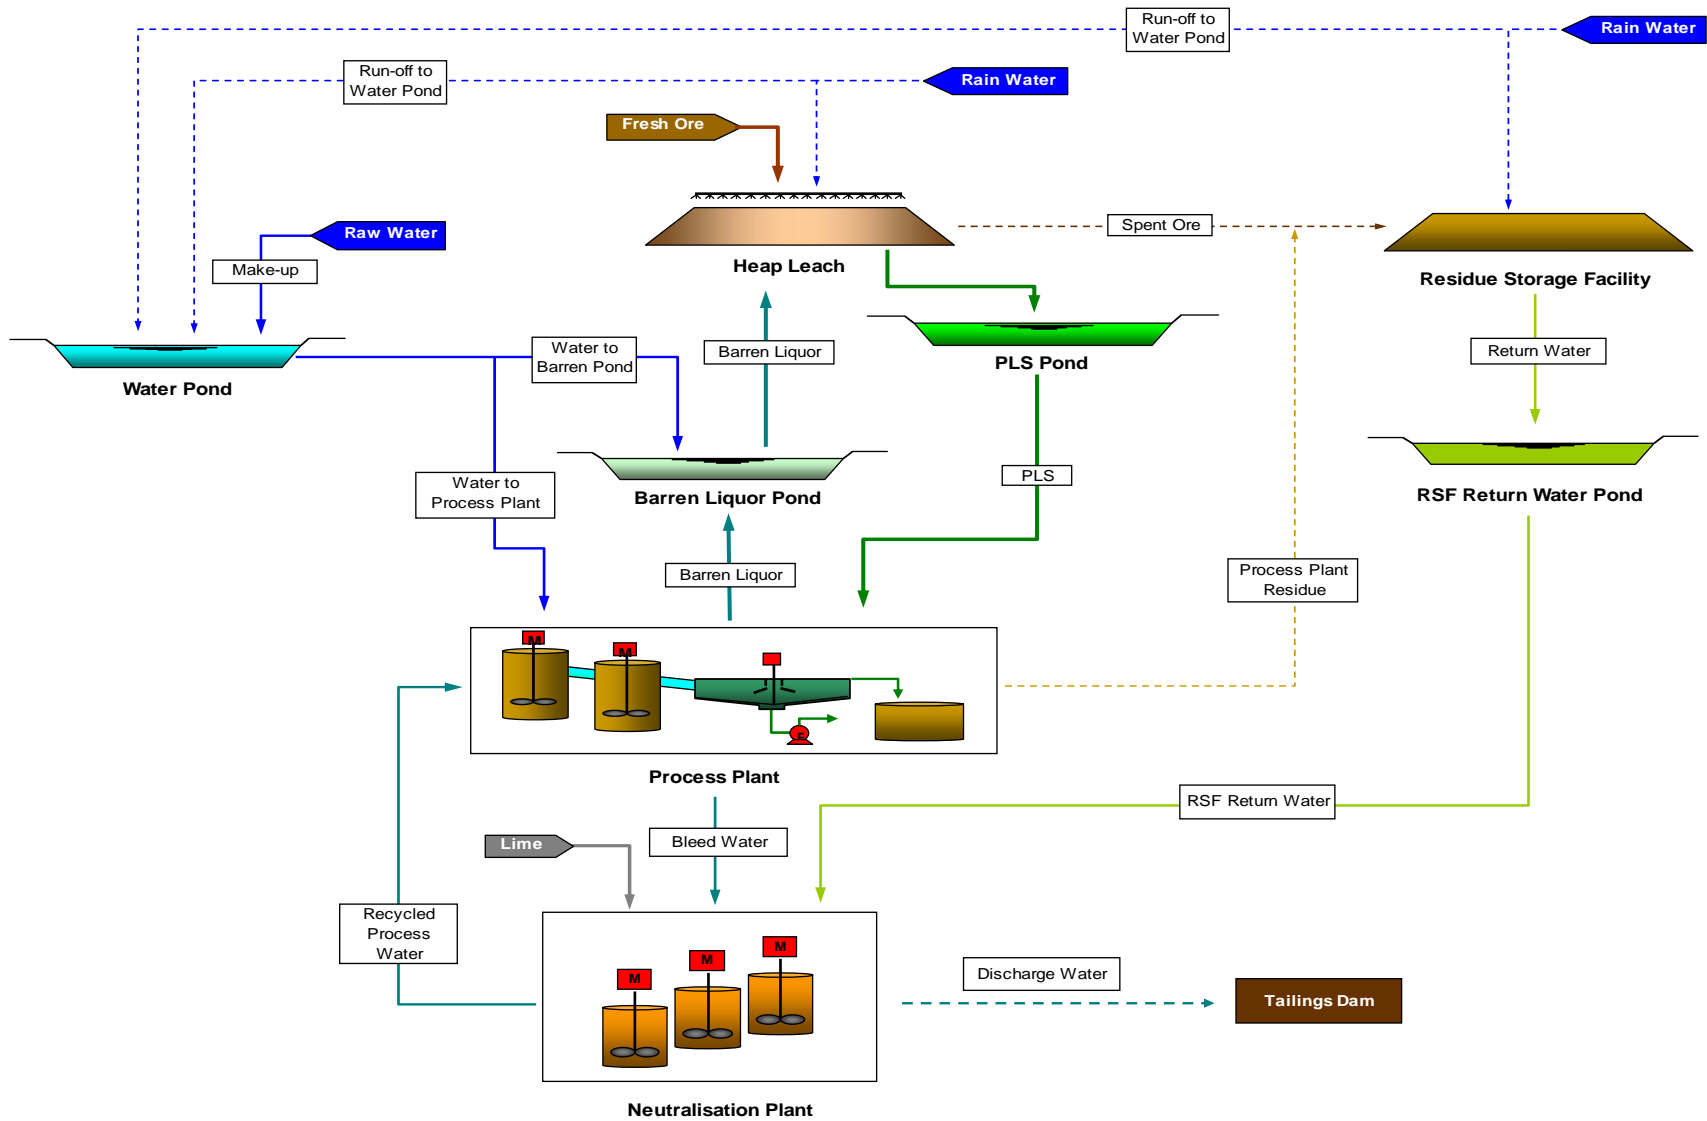 Run-off to
Water Pond
Rain Water
Run-off to
Water Pond
Rain Water
Fresh Ore
Raw Water
Make-up
Spent Ore
Heap Leach
Residue Storage Facility
Water to
Barren Pond
Barren Liquor
PLS Pond
Return Water
Water Pond
Water to
Process Plant
Barren Liquor Pond
PLS
RSF Return Water Pond
Barren Liquor
Process Plant
Residue
M
M
F
Process Plant
RSF Return Water
Lime
Bleed Water
Recycled
Process
Water
M
M
M
Discharge Water
Tailings Dam
Neutralisation Plant